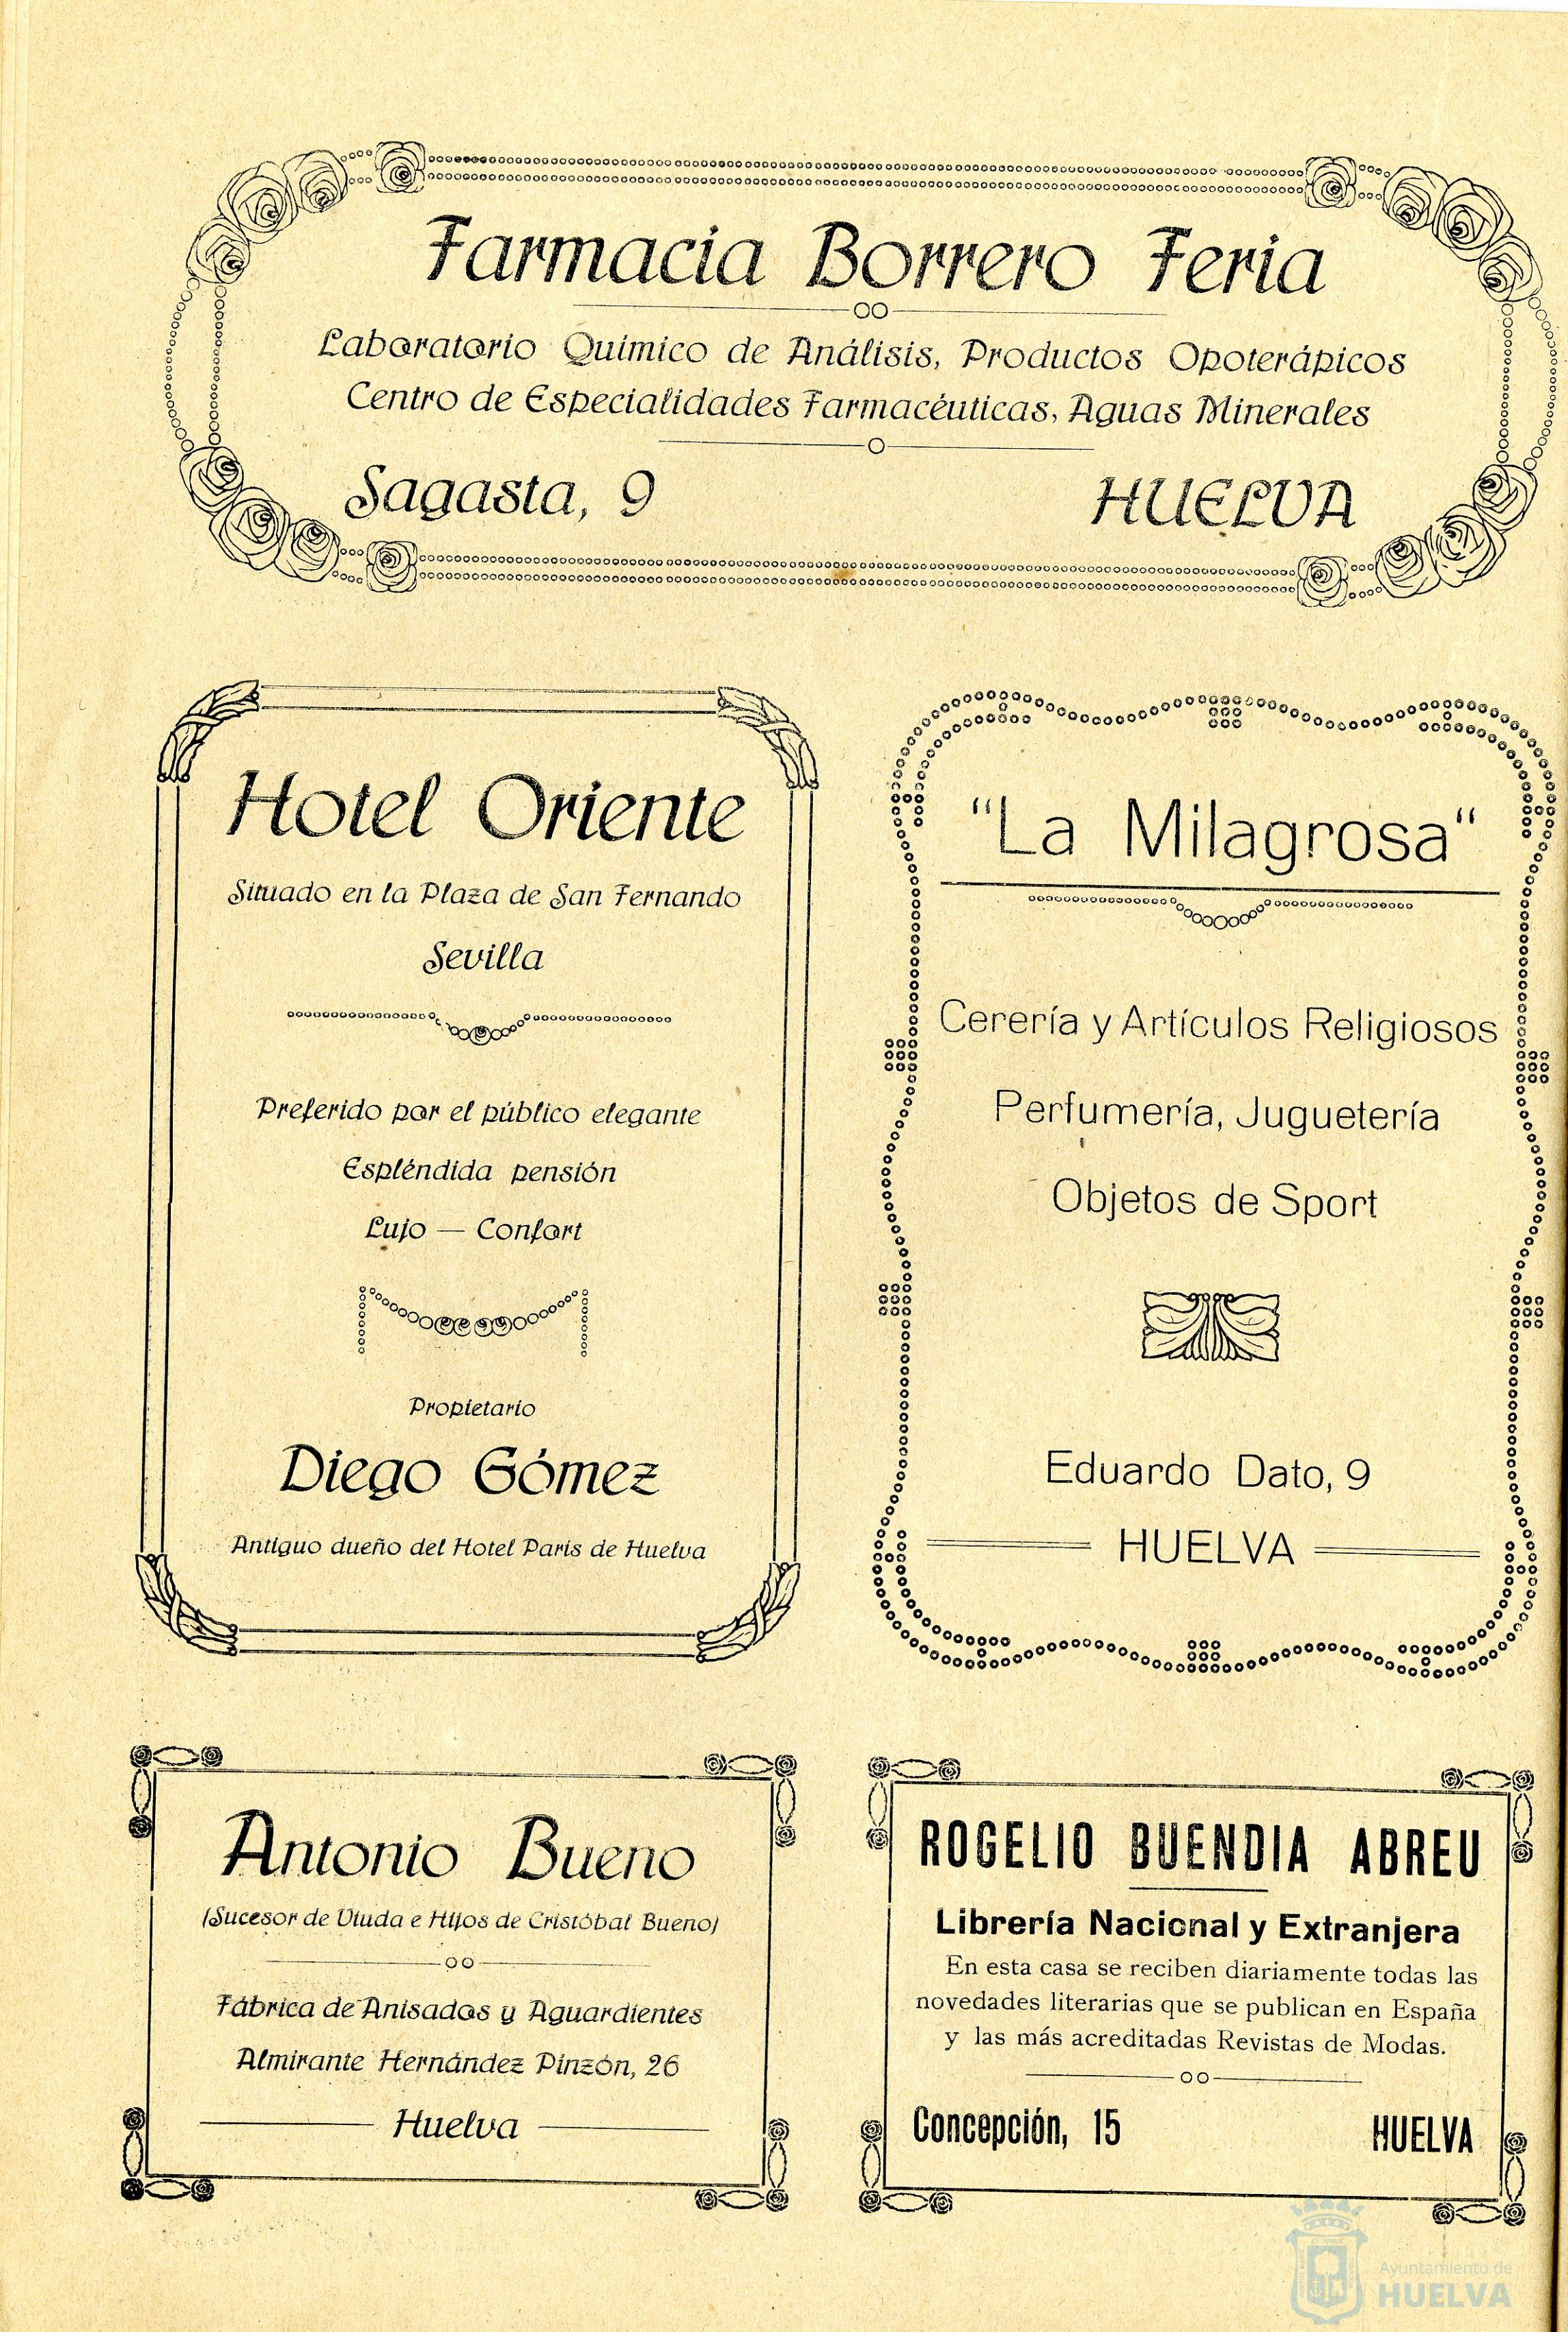 Farmacia Borrero Feria
Laboratorio Químico de Análisis, Productos Opoterápicos
Centro de Especialidades Farmacéuticas, Aguas Minerales
Sagasta, 9
HUELVA
Hotel Oriente
Situado en la Plaza de San Fernando
Sevilla
Preferido por el público elegante
Espléndida pensión
Lujo — Confort
Propietario
Diego Gómez
Antiguo dueño del Hotel París de Huelva
"La Milagrosa"
Cerería y Artículos Religiosos
Perfumería, Juguetería
Objetos de Sport
Eduardo Dato, 9
HUELVA
Antonio Bueno
(Sucesor de Viuda e Hijos de Cristóbal Bueno)
Fábrica de Anisados y Aguardientes
Almirante Hernández Pinzón, 26
Huelva
ROGELIO BUENDIA ABREU
Librería Nacional y Extranjera
En esta casa se reciben diariamente todas las
novedades literarias que se publican en España
y las más acreditadas Revistas de Modas.
Concepción, 15
HUELVA
Ayuntamiento de
HUELVA